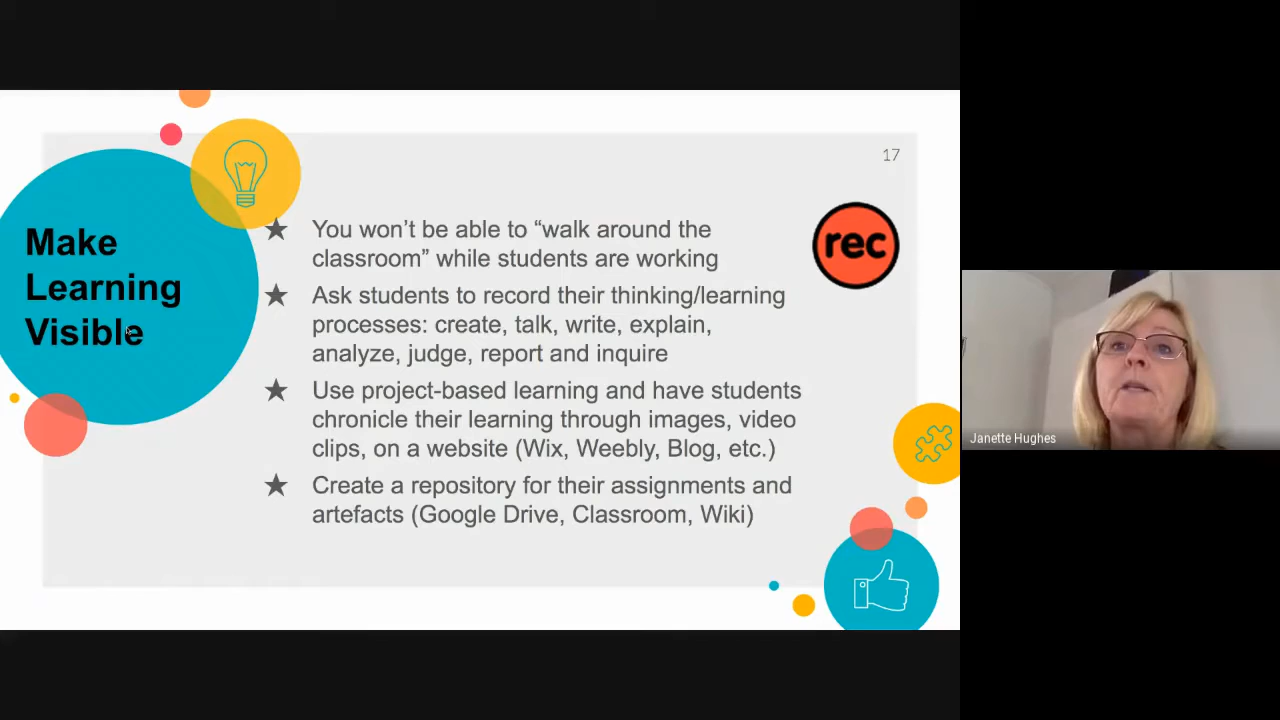 17
Make
Learning
Visible
You won’t be able to “walk around the
classroom” while students are working
Ask students to record their thinking/learning
processes: create, talk, write, explain,
analyze, judge, report and inquire
Use project-based learning and have students
chronicle their learning through images, video
clips, on a website (Wix, Weebly, Blog, etc.)
Create a repository for their assignments and
artefacts (Google Drive, Classroom, Wiki)
rec
Janette Hughes